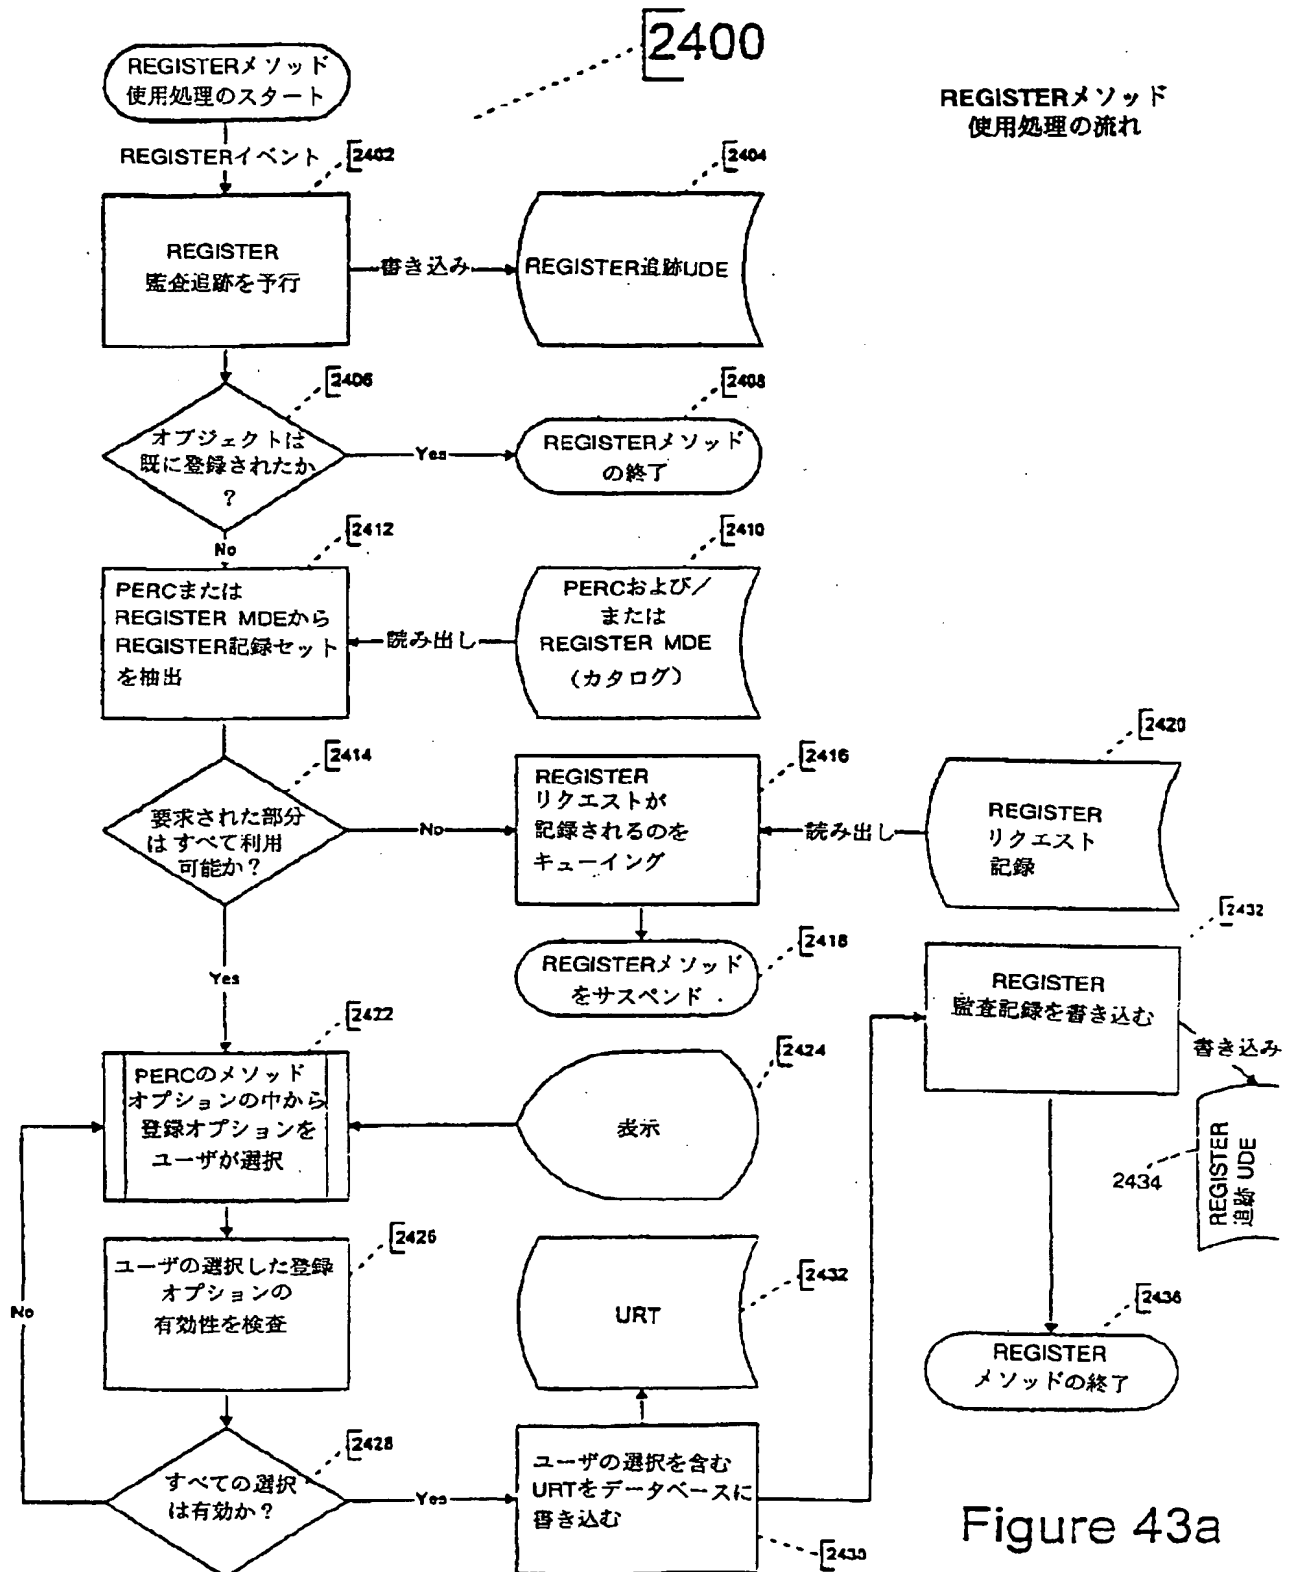 2400
REGISTERメソッド
使用処理のスタート
REGISTERメソッド
使用処理の流れ
REGISTERイベント
2402
2404
REGISTER
監査追跡を予行
書き込み
REGISTER追跡UDE
2406
2408
オブジェクトは
既に登録されたか
?
Yes
REGISTERメソッド
の終了
No
2412
2410
PERCまたは
REGISTER MDEから
REGISTER記録セット
を抽出
読み出し
PERCおよび/
または
REGISTER MDE
(カタログ)
2414
2416
2420
要求された部分
はすべて利用
可能か?
No
REGISTER
リクエストが
記録されるのを
キューイング
読み出し
REGISTER
リクエスト
記録
2418
REGISTERメソッド
をサスペンド
2432
REGISTER
監査記録を書き込む
書き込み
Yes
2422
2424
PERCのメソッド
オプションの中から
登録オプションを
ユーザが選択
表示
2434
REGISTER
追跡 UDE
2426
ユーザの選択した登録
オプションの
有効性を検査
2432
URT
No
2436
REGISTER
メソッドの終了
2428
すべての選択
は有効か?
Yes
ユーザの選択を含む
URTをデータベースに
書き込む
2430
Figure 43a